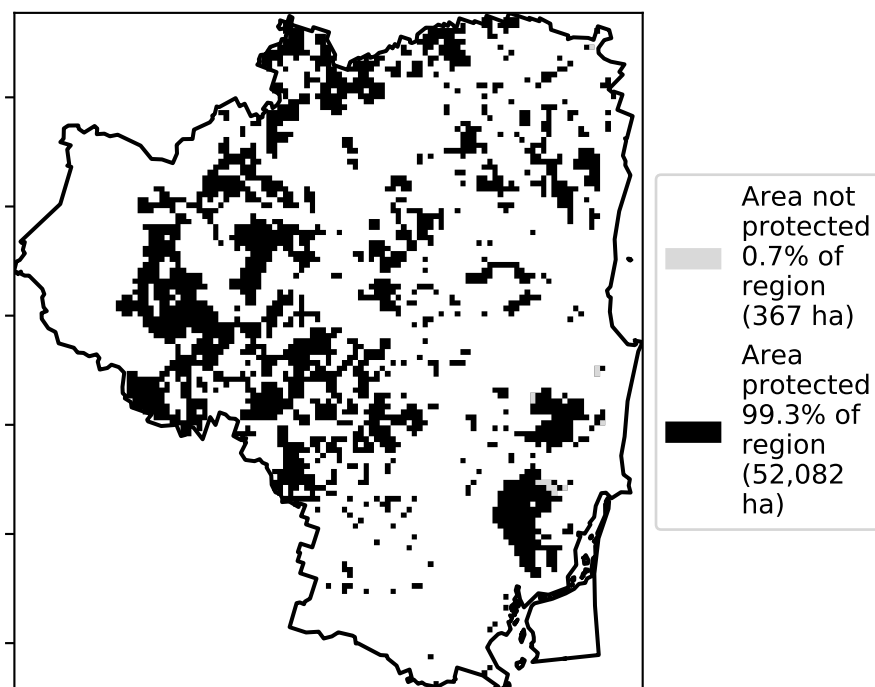 Area not
protected
0.7% of
region
(367 ha)
Area
protected
99.3% of
region
(52,082
ha)